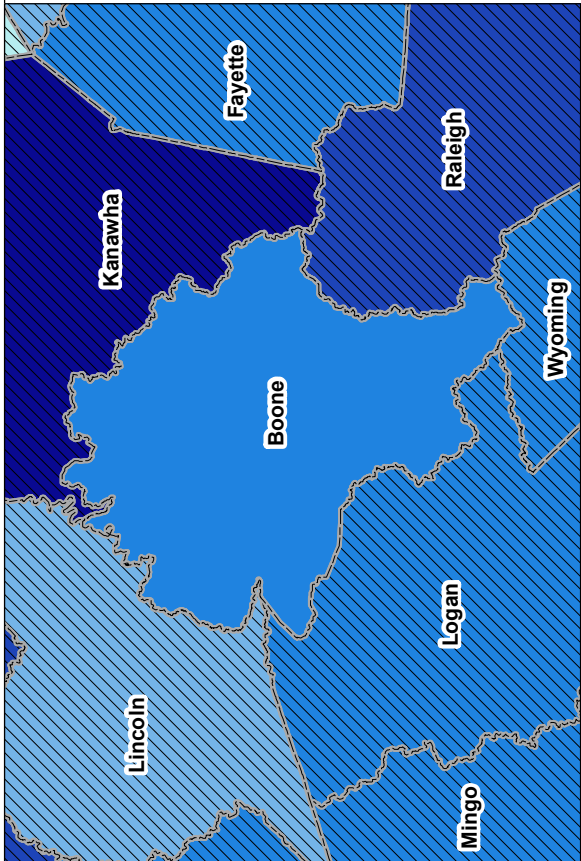 Lincoln
Kanawha
Fayette
Boone
Raleigh
Mingo
Logan
Wyoming